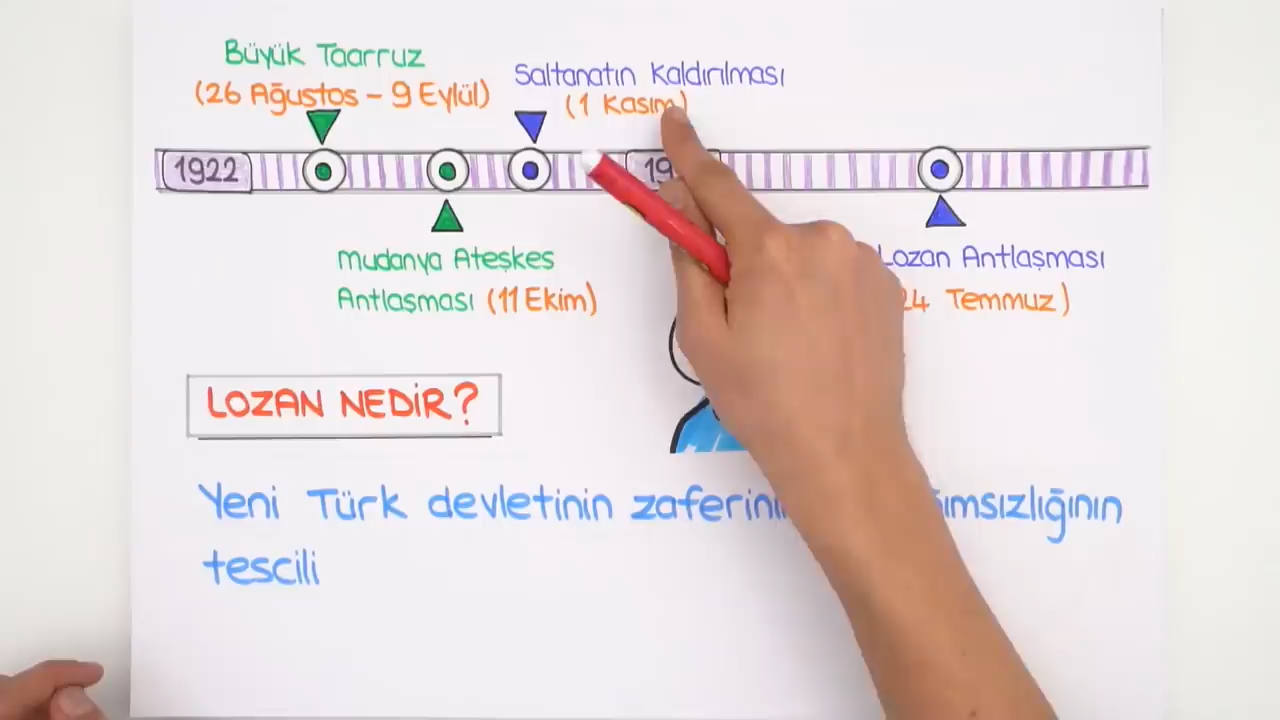 Büyük Taarruz
(26 Ağustos - 9 Eylül)
Saltanatın Kaldırılması
(1 Kasım)
1922
Mudanya Ateşkes
Antlaşması (11 Ekim)
Lozan Antlaşması
24 Temmuz)
LOZAN NEDİR?
Yeni Türk devletinin
tescili